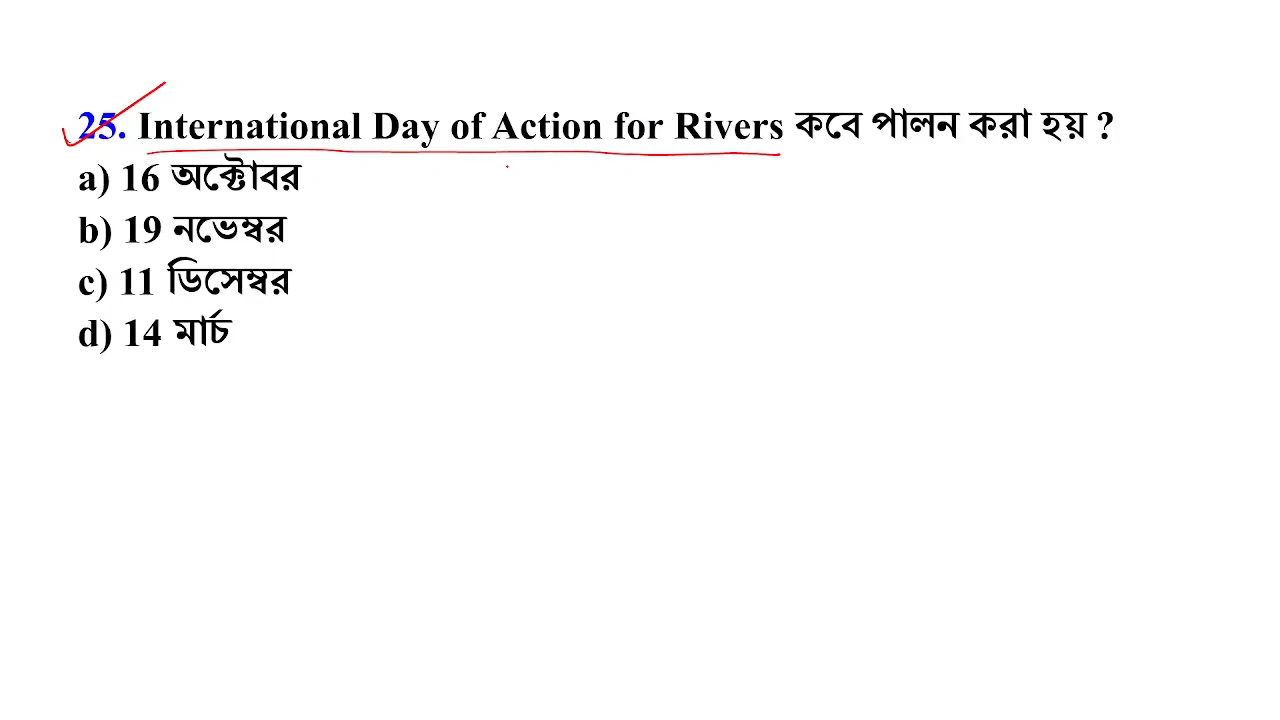 25. International Day of Action for Rivers কবে পালন করা হয় ?
a) 16 অক্টোবর
b) 19 নভেম্বর
c) 11 ডিসেম্বর
d) 14 মার্চ